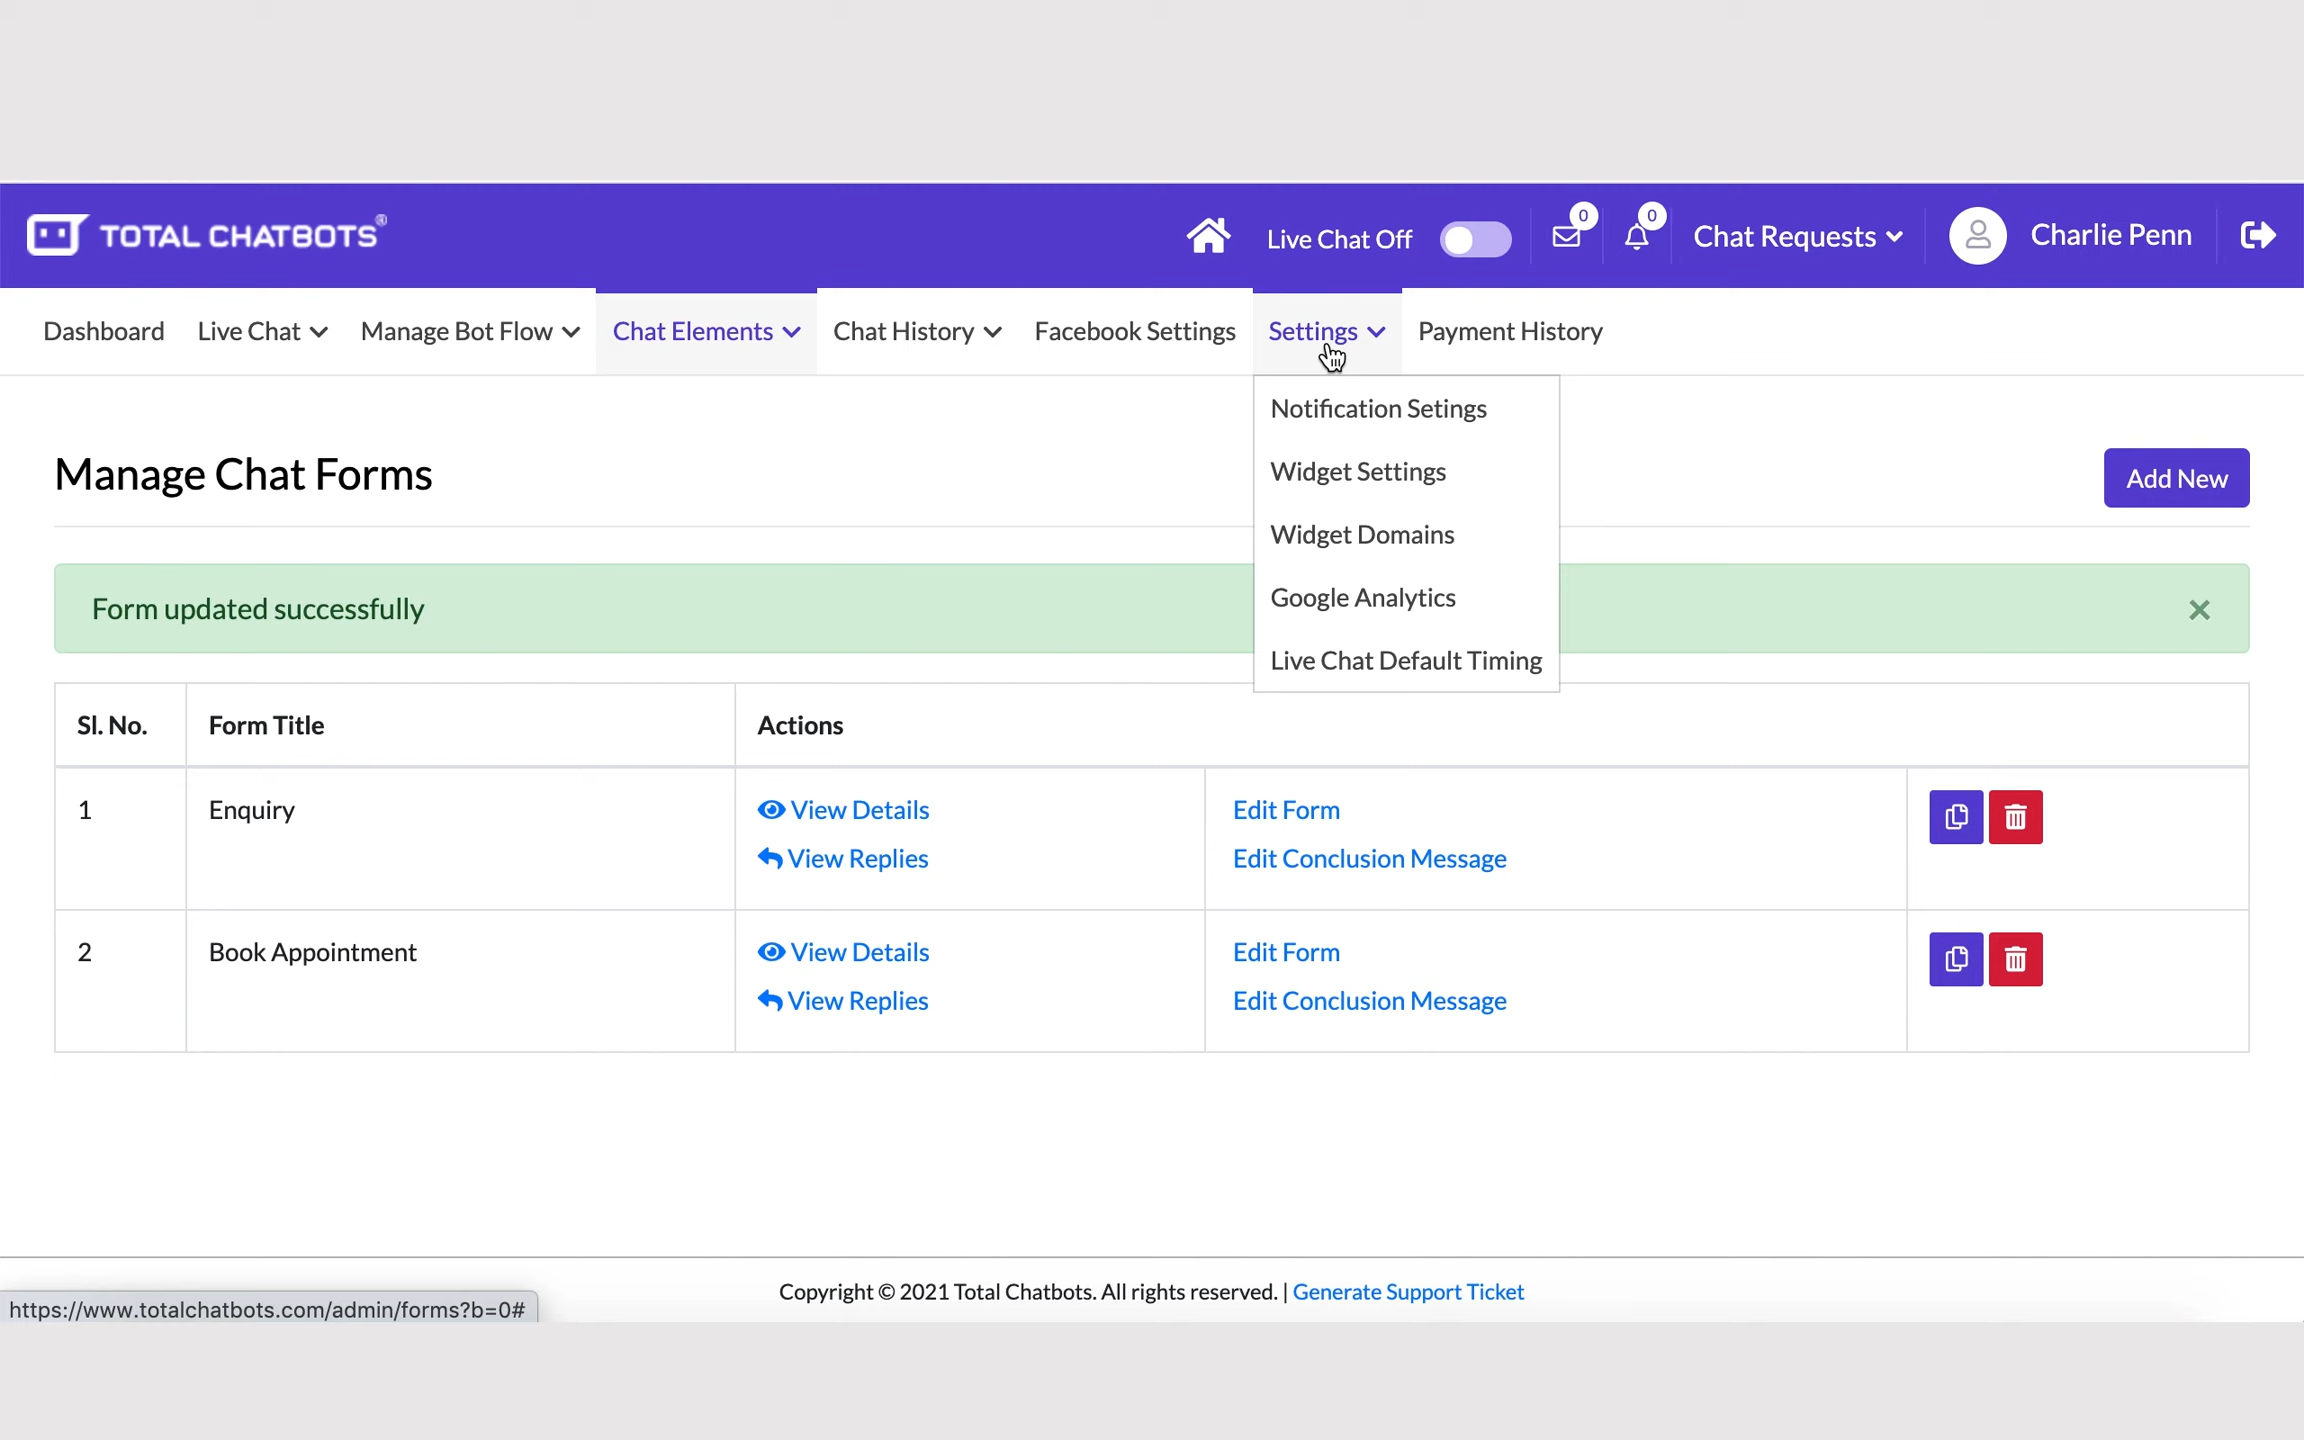 TOTAL CHATBOTS®
Live Chat Off
0
0
Chat Requests
Charlie Penn
Dashboard
Live Chat
Manage Bot Flow
Chat Elements
Chat History
Facebook Settings
Settings
Payment History
Notification Setings
Widget Settings
Widget Domains
Google Analytics
Live Chat Default Timing
Manage Chat Forms
Add New
Form updated successfully
Sl. No.
Form Title
Actions
1
Enquiry
View Details
View Replies
Edit Form
Edit Conclusion Message
2
Book Appointment
View Details
View Replies
Edit Form
Edit Conclusion Message
Copyright © 2021 Total Chatbots. All rights reserved. | Generate Support Ticket
https://www.totalchatbots.com/admin/forms?b=0#